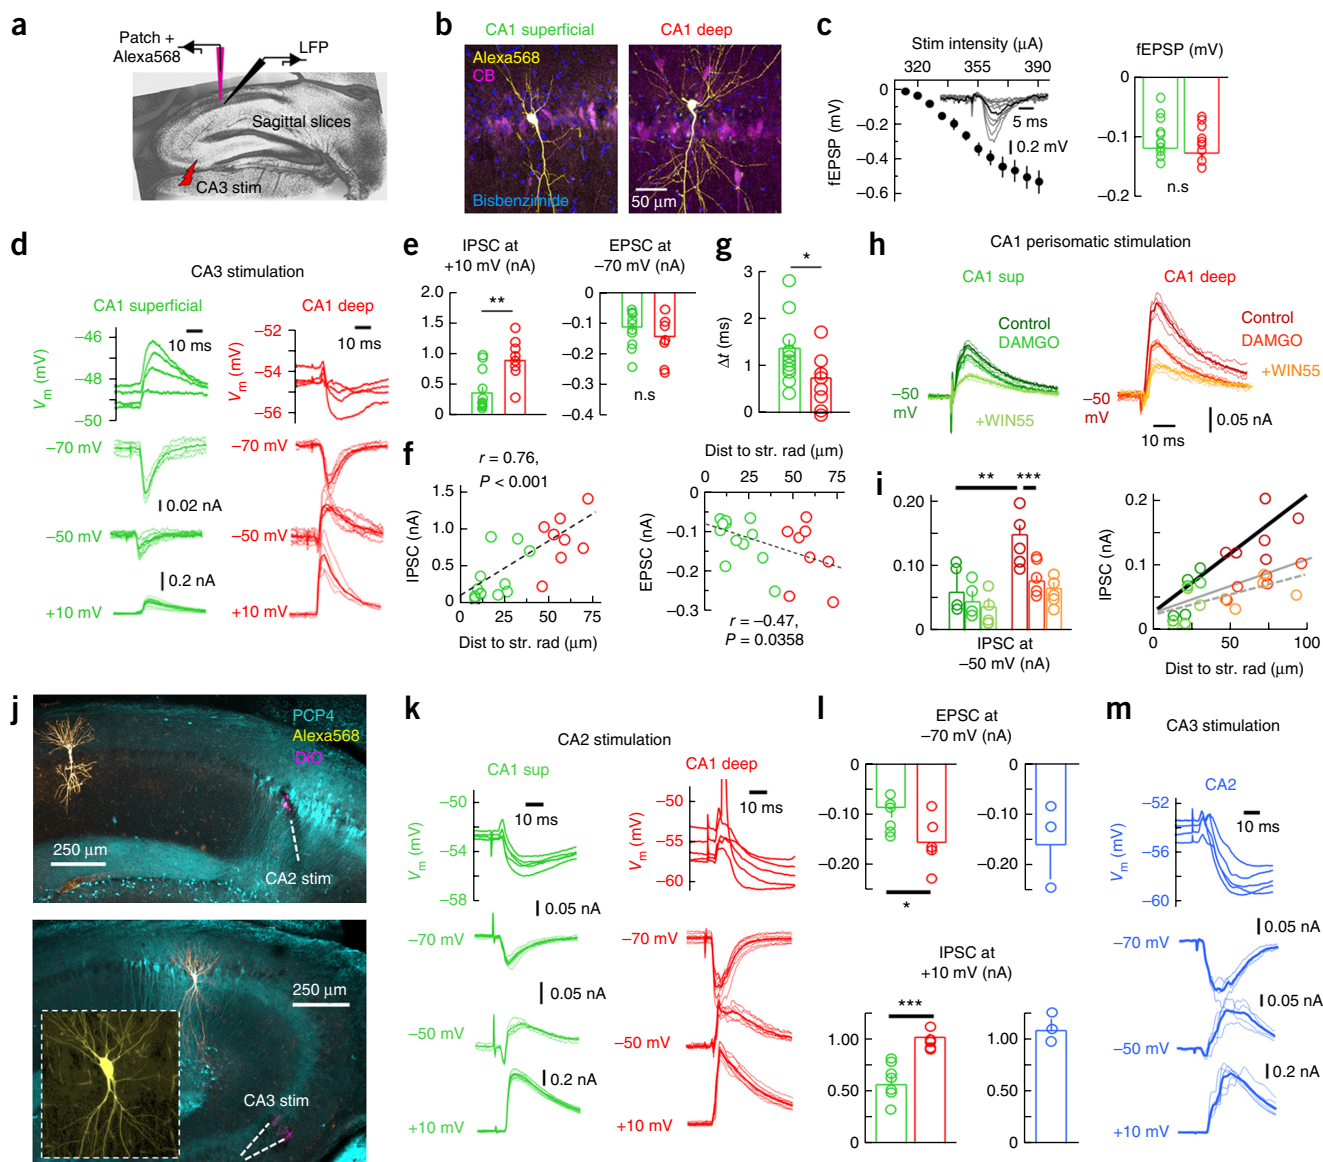 a
Patch +
Alexa568
LFP
Sagittal slices
CA3 stim
b
CA1 superficial
CA1 deep
Alexa568
CB
Bisbenzimide
50 μm
c
Stim intensity (μA)
320 355 390
0
−0.2
−0.4
−0.6
fEPSP (mV)
5 ms
0.2 mV
fEPSP (mV)
0
−0.1
−0.2
n.s
d
CA3 stimulation
CA1 superficial
CA1 deep
−46
−48
−50
Vm (mV)
10 ms
−52
−54
−56
Vm (mV)
10 ms
−70 mV
−70 mV
0.02 nA
−50 mV
−50 mV
0.2 nA
+10 mV
+10 mV
e
IPSC at
+10 mV (nA)
2.0
1.5
1.0
0.5
0
**
EPSC at
−70 mV (nA)
0
−0.1
−0.2
−0.3
−0.4
n.s
f
r = 0.76,
P < 0.001
1.5
1.0
0.5
0
IPSC (nA)
0 25 50 75
Dist to str. rad (μm)
Dist to str. rad (μm)
0 25 50 75
0
−0.1
−0.2
−0.3
EPSC (nA)
r = −0.47,
P = 0.0358
g
*
3
2
1
0
Δt (ms)
h
CA1 perisomatic stimulation
CA1 sup
CA1 deep
Control
DAMGO
+WIN55
−50
mV
Control
DAMGO
+WIN55
−50
mV
10 ms
0.05 nA
i
** ***
0.20
0.10
0
IPSC at
−50 mV (nA)
0.2
0.1
0
IPSC (nA)
0 50 100
Dist to str. rad (μm)
j
PCP4
Alexa568
DiO
250 μm
CA2 stim
250 μm
CA3 stim
k
CA2 stimulation
CA1 sup
CA1 deep
−50
−54
−58
Vm (mV)
10 ms
−50
−55
−60
Vm (mV)
10 ms
0.05 nA
−70 mV
−70 mV
0.05 nA
−50 mV
−50 mV
0.2 nA
+10 mV
+10 mV
l
EPSC at
−70 mV (nA)
0
−0.10
−0.20
*
0
−0.10
−0.20
IPSC at
+10 mV (nA)
***
1.00
0.50
0
1.00
0.50
0
m
CA3 stimulation
CA2
−52
−56
−60
Vm (mV)
10 ms
0.05 nA
−70 mV
0.05 nA
−50 mV
0.2 nA
+10 mV